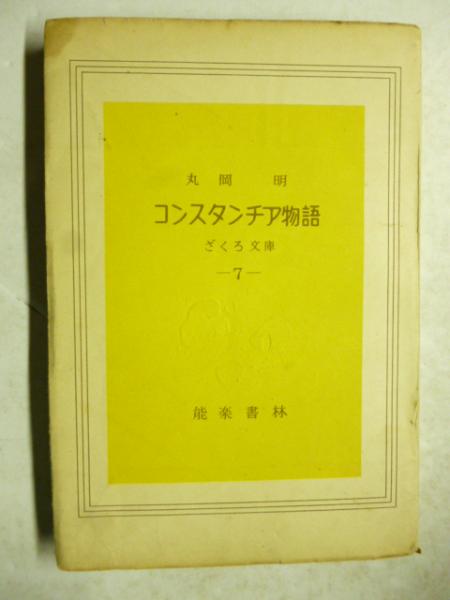 丸岡 明
コンスタンチア物語
ざくろ文庫
—7—
能楽書林